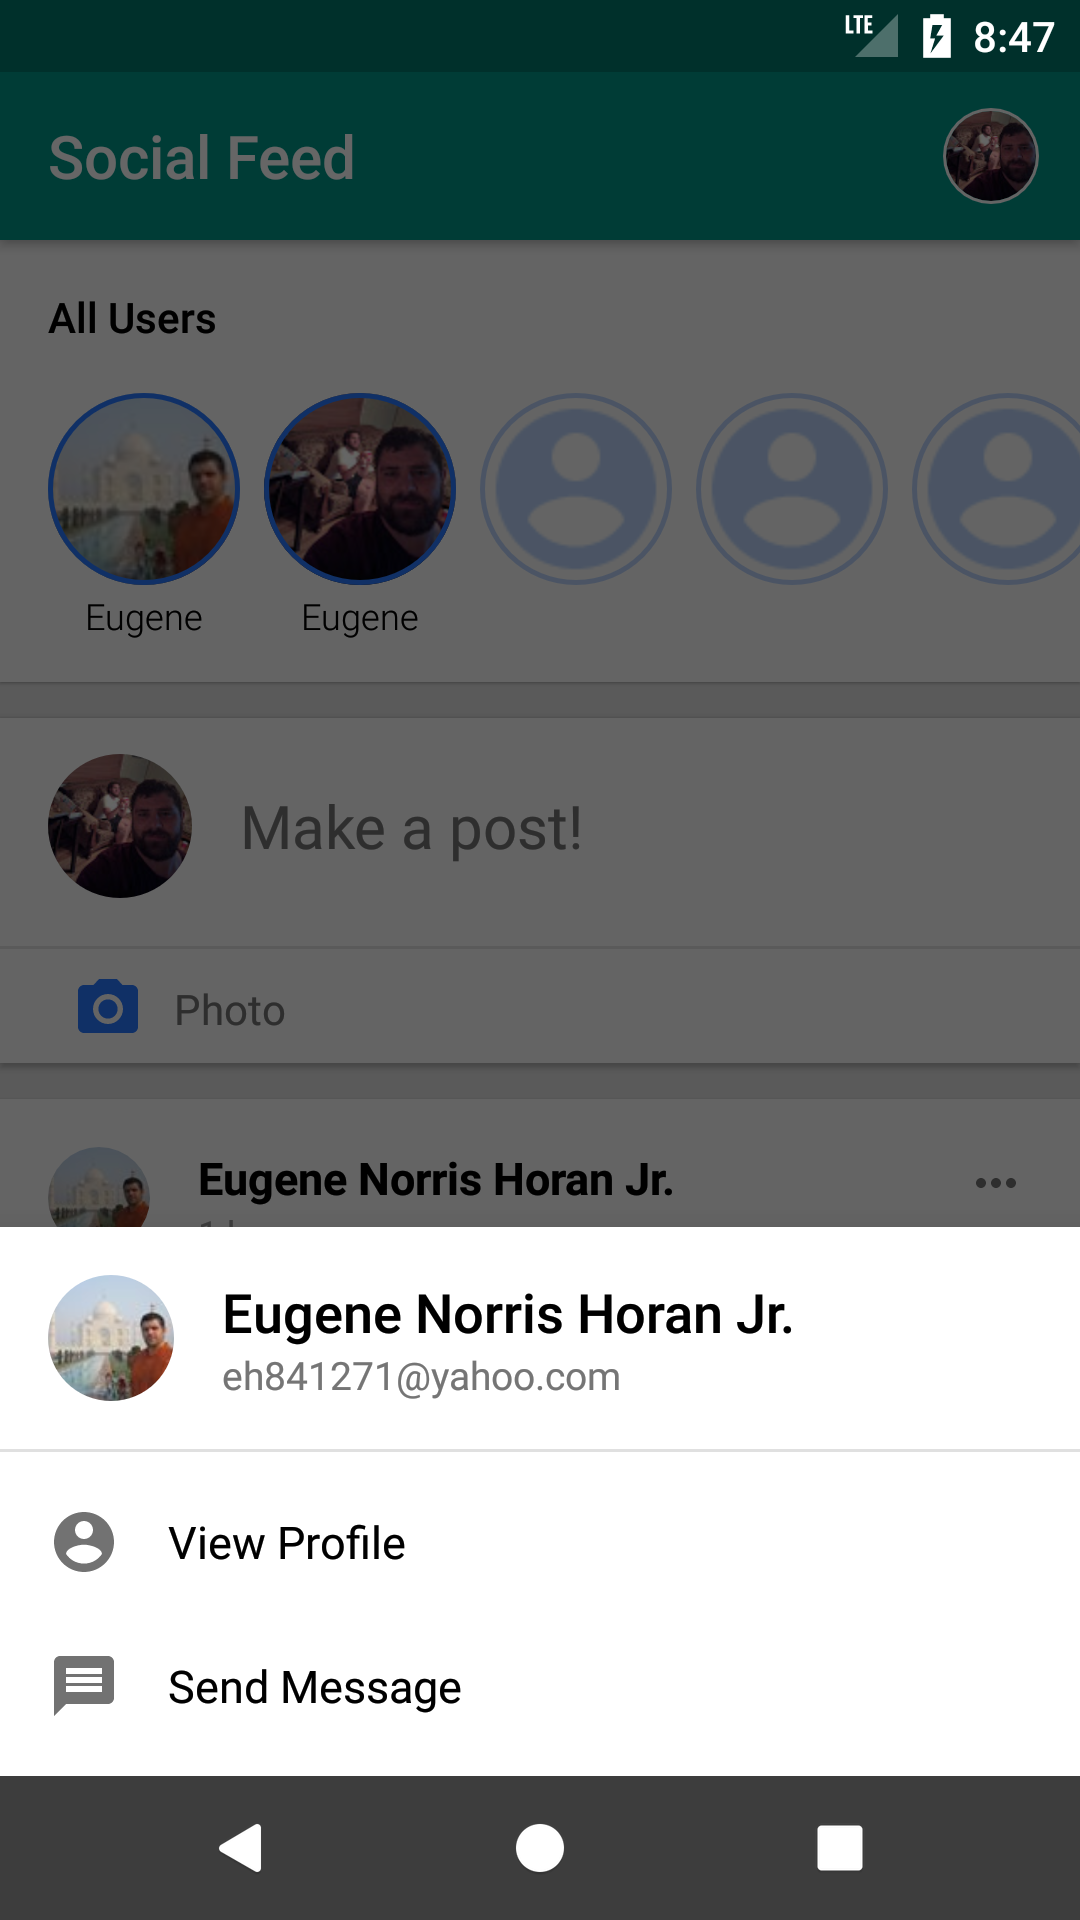 LTE 8:47
Social Feed
All Users
Eugene Eugene
Make a post!
Photo
Eugene Norris Horan Jr.
Eugene Norris Horan Jr.
eh841271@yahoo.com
View Profile
Send Message